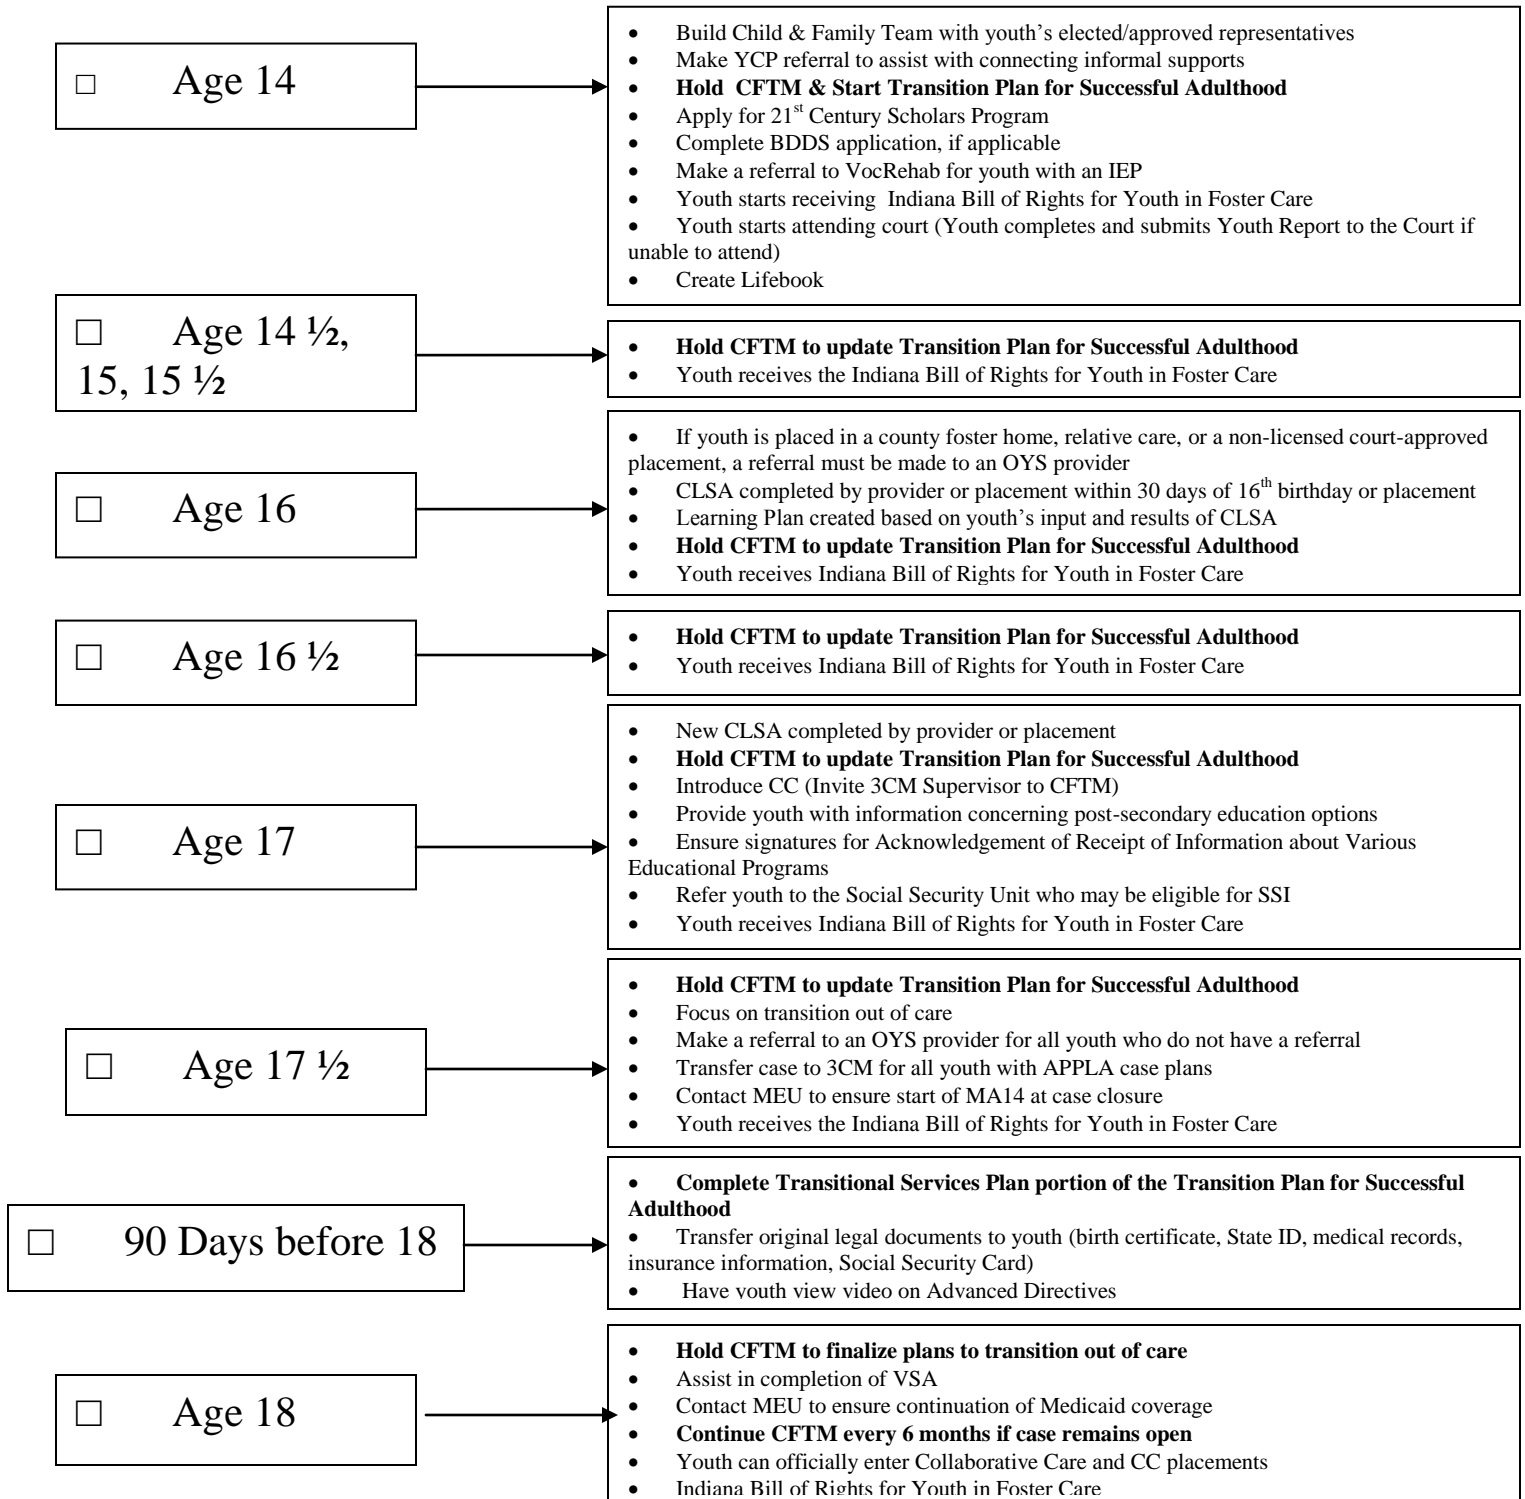 □ Age 14
• Build Child & Family Team with youth’s elected/approved representatives
• Make YCP referral to assist with connecting informal supports
• Hold CFTM & Start Transition Plan for Successful Adulthood
• Apply for 21st Century Scholars Program
• Complete BDDS application, if applicable
• Make a referral to VocRehab for youth with an IEP
• Youth starts receiving Indiana Bill of Rights for Youth in Foster Care
• Youth starts attending court (Youth completes and submits Youth Report to the Court if
unable to attend)
• Create Lifebook
□ Age 14 ½,
15, 15 ½
• Hold CFTM to update Transition Plan for Successful Adulthood
• Youth receives the Indiana Bill of Rights for Youth in Foster Care
□ Age 16
• If youth is placed in a county foster home, relative care, or a non-licensed court-approved
placement, a referral must be made to an OYS provider
• CLSA completed by provider or placement within 30 days of 16th birthday or placement
• Learning Plan created based on youth’s input and results of CLSA
• Hold CFTM to update Transition Plan for Successful Adulthood
• Youth receives Indiana Bill of Rights for Youth in Foster Care
□ Age 16 ½
• Hold CFTM to update Transition Plan for Successful Adulthood
• Youth receives Indiana Bill of Rights for Youth in Foster Care
□ Age 17
• New CLSA completed by provider or placement
• Hold CFTM to update Transition Plan for Successful Adulthood
• Introduce CC (Invite 3CM Supervisor to CFTM)
• Provide youth with information concerning post-secondary education options
• Ensure signatures for Acknowledgement of Receipt of Information about Various
Educational Programs
• Refer youth to the Social Security Unit who may be eligible for SSI
• Youth receives Indiana Bill of Rights for Youth in Foster Care
□ Age 17 ½
• Hold CFTM to update Transition Plan for Successful Adulthood
• Focus on transition out of care
• Make a referral to an OYS provider for all youth who do not have a referral
• Transfer case to 3CM for all youth with APPLA case plans
• Contact MEU to ensure start of MA14 at case closure
• Youth receives the Indiana Bill of Rights for Youth in Foster Care
□ 90 Days before 18
• Complete Transitional Services Plan portion of the Transition Plan for Successful
Adulthood
• Transfer original legal documents to youth (birth certificate, State ID, medical records,
insurance information, Social Security Card)
• Have youth view video on Advanced Directives
□ Age 18
• Hold CFTM to finalize plans to transition out of care
• Assist in completion of VSA
• Contact MEU to ensure continuation of Medicaid coverage
• Continue CFTM every 6 months if case remains open
• Youth can officially enter Collaborative Care and CC placements
• Indiana Bill of Rights for Youth in Foster Care